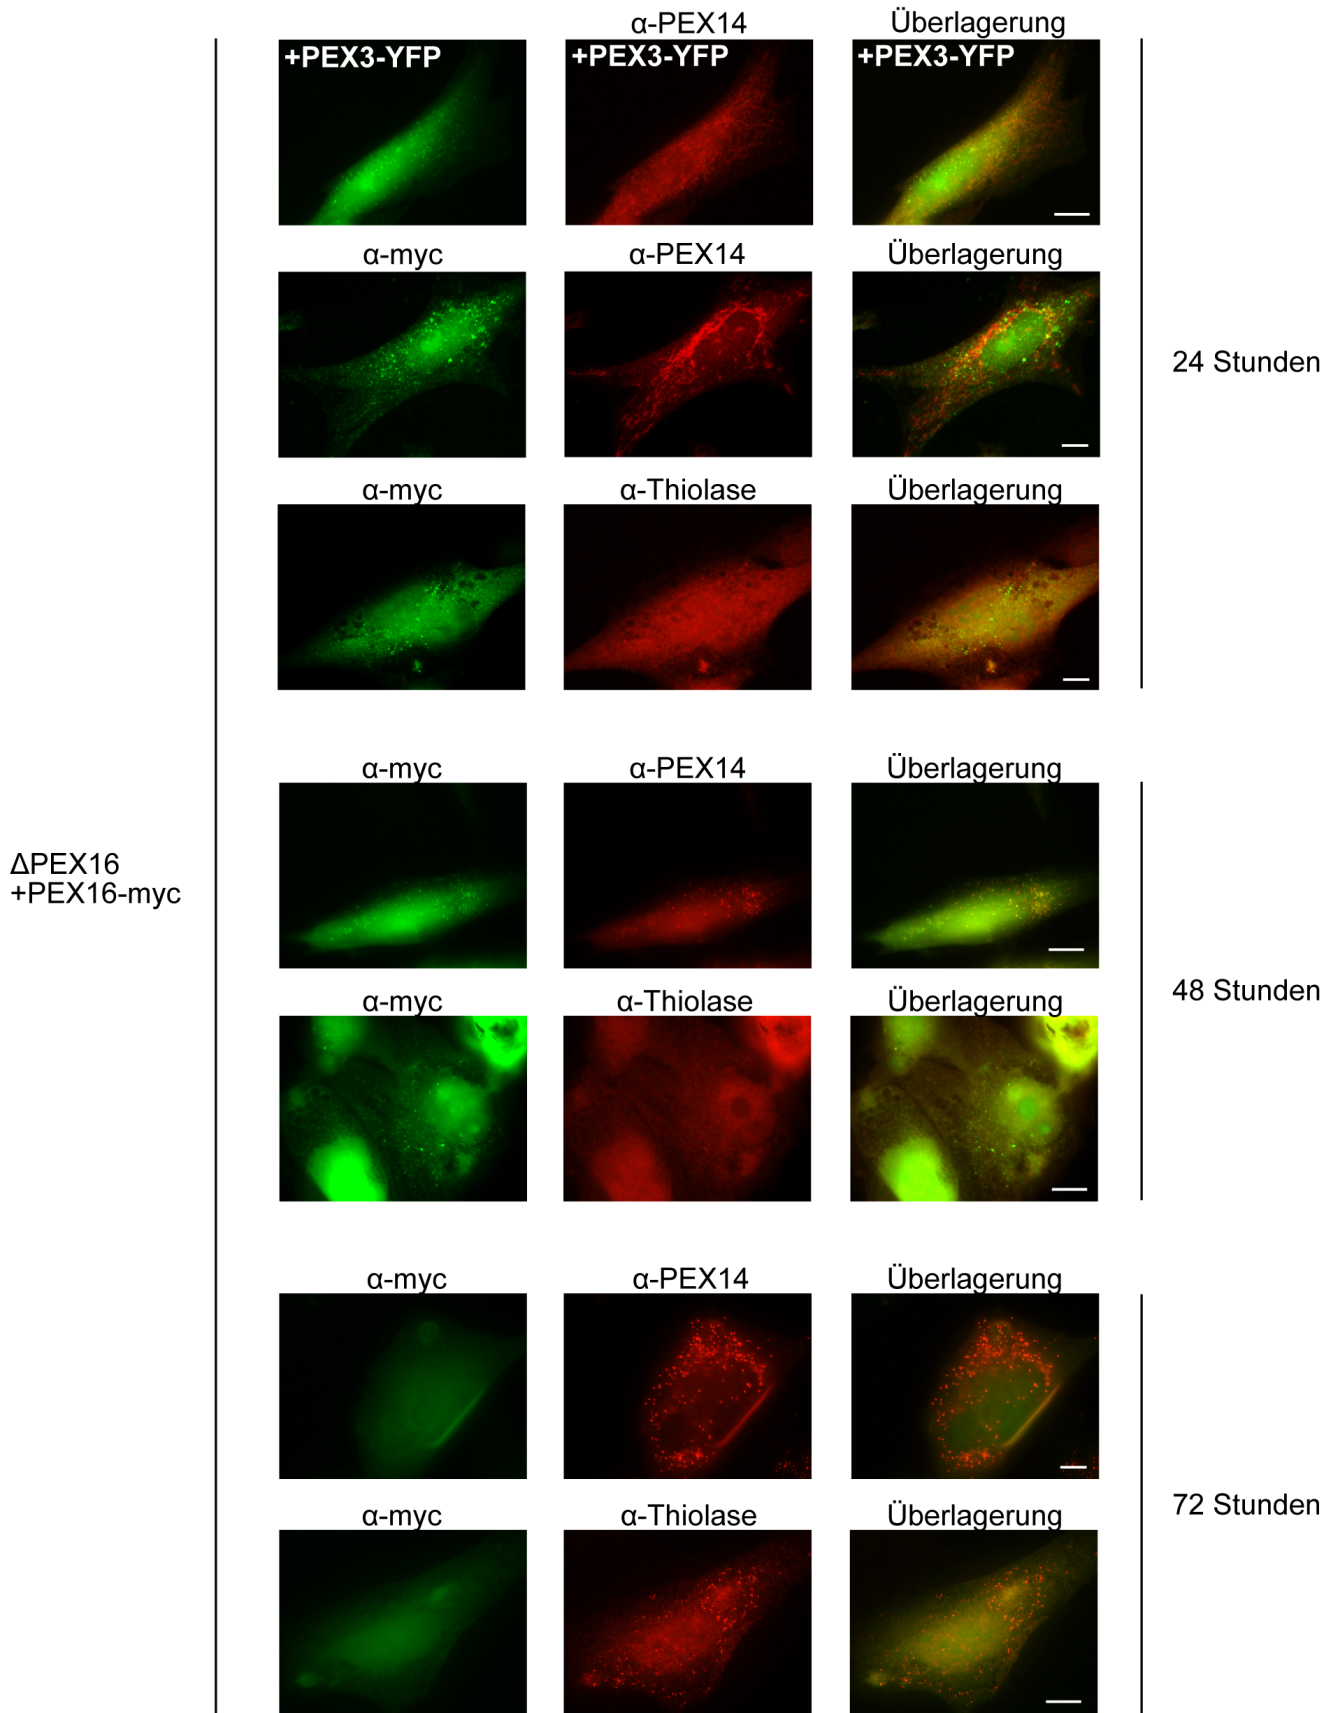 α-PEX14 Überlagerung
+PEX3-YFP +PEX3-YFP +PEX3-YFP
α-myc α-PEX14 Überlagerung
24 Stunden
α-myc α-Thiolase Überlagerung
α-myc α-PEX14 Überlagerung
ΔPEX16
+PEX16-myc
α-myc α-Thiolase Überlagerung
48 Stunden
α-myc α-PEX14 Überlagerung
72 Stunden
α-myc α-Thiolase Überlagerung